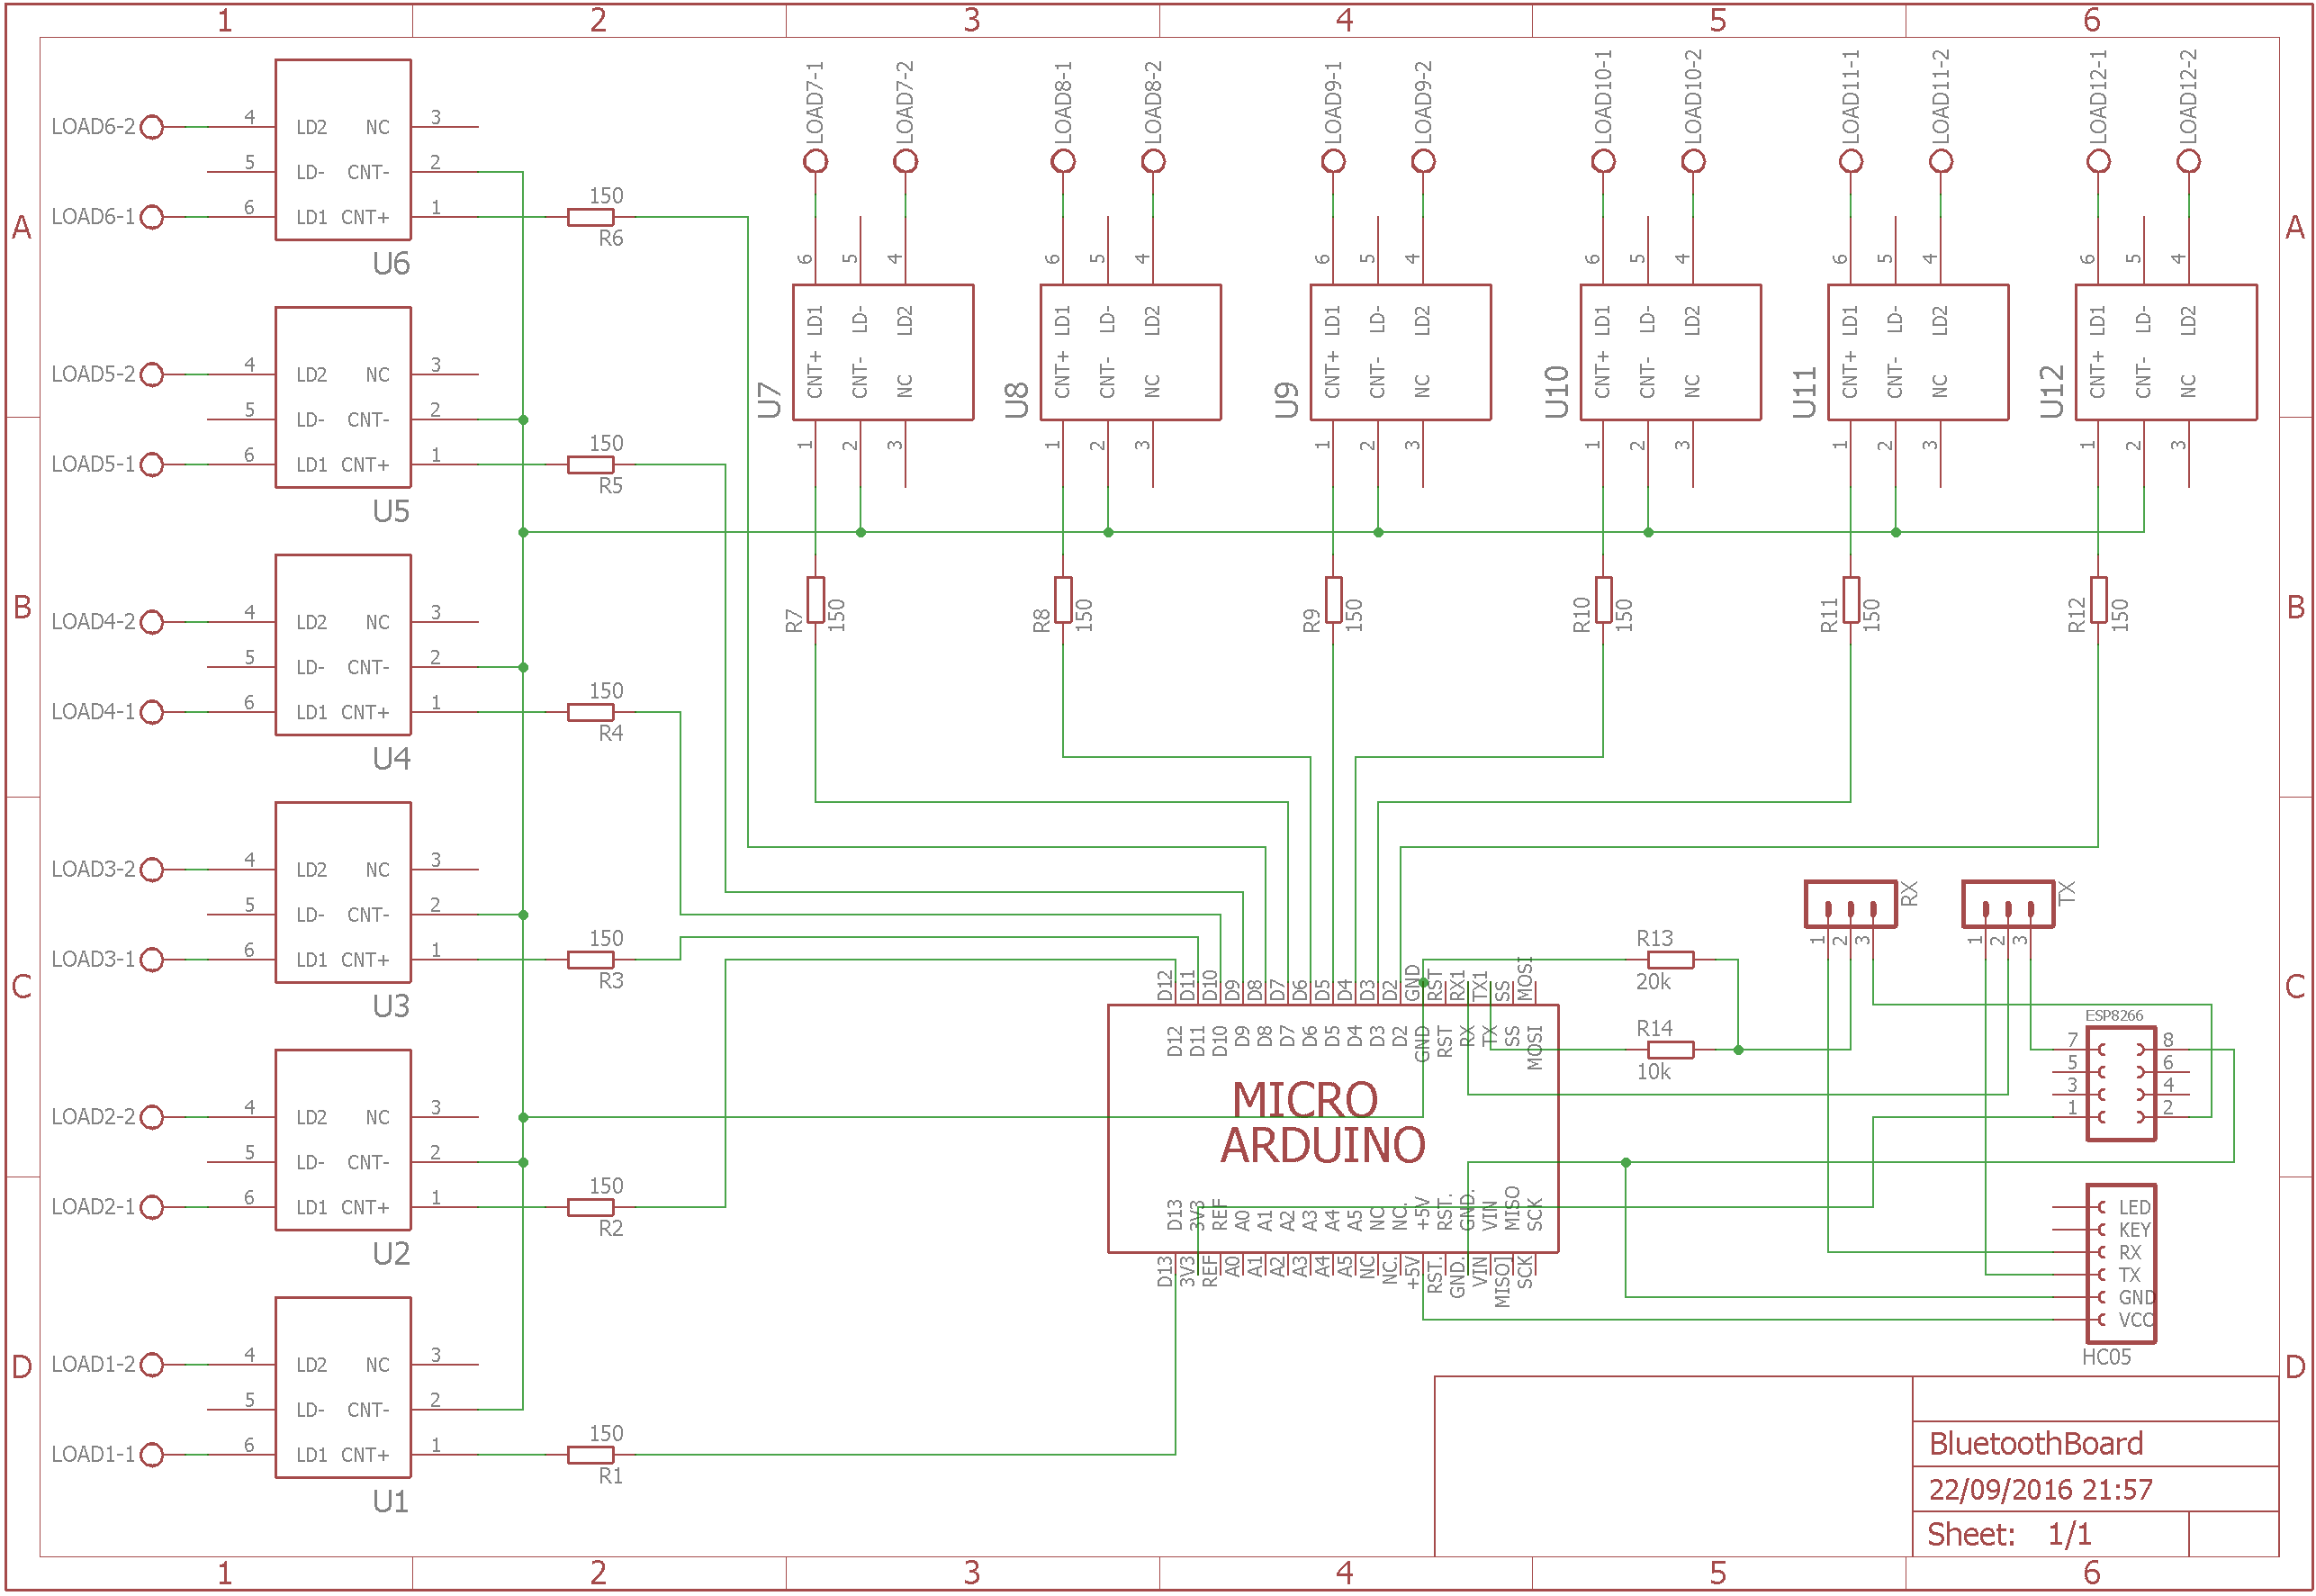 1 2 3 4 5 6
A A
B B
C C
D D
LOAD6-2 4 LD2 NC 3
5 LD- CNT- 2
LOAD6-1 6 LD1 CNT+ 1
150
R6
U6
LOAD5-2 4 LD2 NC 3
5 LD- CNT- 2
LOAD5-1 6 LD1 CNT+ 1
150
R5
U5
LOAD4-2 4 LD2 NC 3
5 LD- CNT- 2
LOAD4-1 6 LD1 CNT+ 1
150
R4
U4
LOAD3-2 4 LD2 NC 3
5 LD- CNT- 2
LOAD3-1 6 LD1 CNT+ 1
150
R3
U3
LOAD2-2 4 LD2 NC 3
5 LD- CNT- 2
LOAD2-1 6 LD1 CNT+ 1
150
R2
U2
LOAD1-2 4 LD2 NC 3
5 LD- CNT- 2
LOAD1-1 6 LD1 CNT+ 1
150
R1
U1
LOAD7-1 LOAD7-2
6 5 4
LD1 LD- LD2
CNT+ CNT- NC
U7
1 2 3
R7 150
LOAD8-1 LOAD8-2
6 5 4
LD1 LD- LD2
CNT+ CNT- NC
U8
1 2 3
R8 150
LOAD9-1 LOAD9-2
6 5 4
LD1 LD- LD2
CNT+ CNT- NC
U9
1 2 3
R9 150
LOAD10-1 LOAD10-2
6 5 4
LD1 LD- LD2
CNT+ CNT- NC
U10
1 2 3
R10 150
LOAD11-1 LOAD11-2
6 5 4
LD1 LD- LD2
CNT+ CNT- NC
U11
1 2 3
R11 150
LOAD12-1 LOAD12-2
6 5 4
LD1 LD- LD2
CNT+ CNT- NC
U12
1 2 3
R12 150
D12 D11 D10 D9 D8 D7 D6 D5 D4 D3 D2 GND RST RX1 TX1 SS MOSI
D12 D11 D10 D9 D8 D7 D6 D5 D4 D3 D2 GND RST RX TX SS MOSI
MICRO
ARDUINO
D13 3V3 REF A0 A1 A2 A3 A4 A5 NC NC. +5V RST. GND. VIN MISO SCK
D13 3V3 REF A0 A1 A2 A3 A4 A5 NC NC. +5V RST. GND. VIN MISO] SCK
R13
20k
R14
10k
RX
1 2 3
TX
1 2 3
ESP8266
7 8
5 6
3 4
1 2
LED
KEY
RX
TX
GND
VCC
HC05
BluetoothBoard
22/09/2016 21:57
Sheet: 1/1
1 2 3 4 5 6